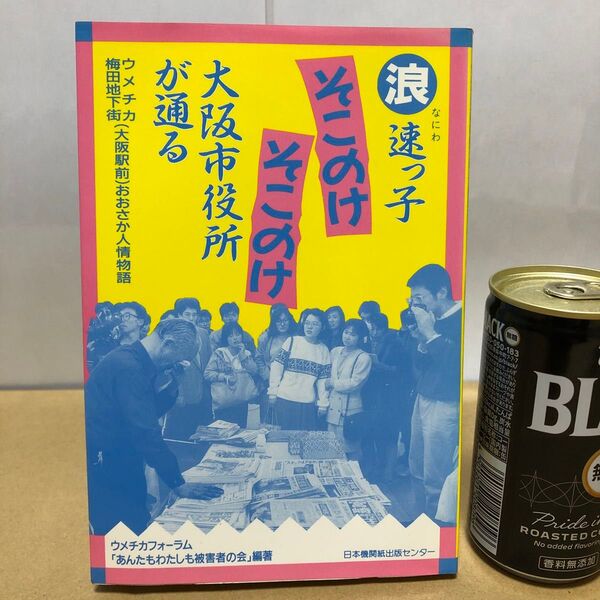 浪速っ子
なにわ
そこのけ
そこのけ
大阪市役所
が通る
ウメチカ
梅田地下街(大阪駅前)おおさか人情物語
ウメチカフォーラム
「あんたもわたしも被害者の会」編著
日本機関紙出版センター
BL
Pride in
ROASTED CO
No added flavoring
香料無添加